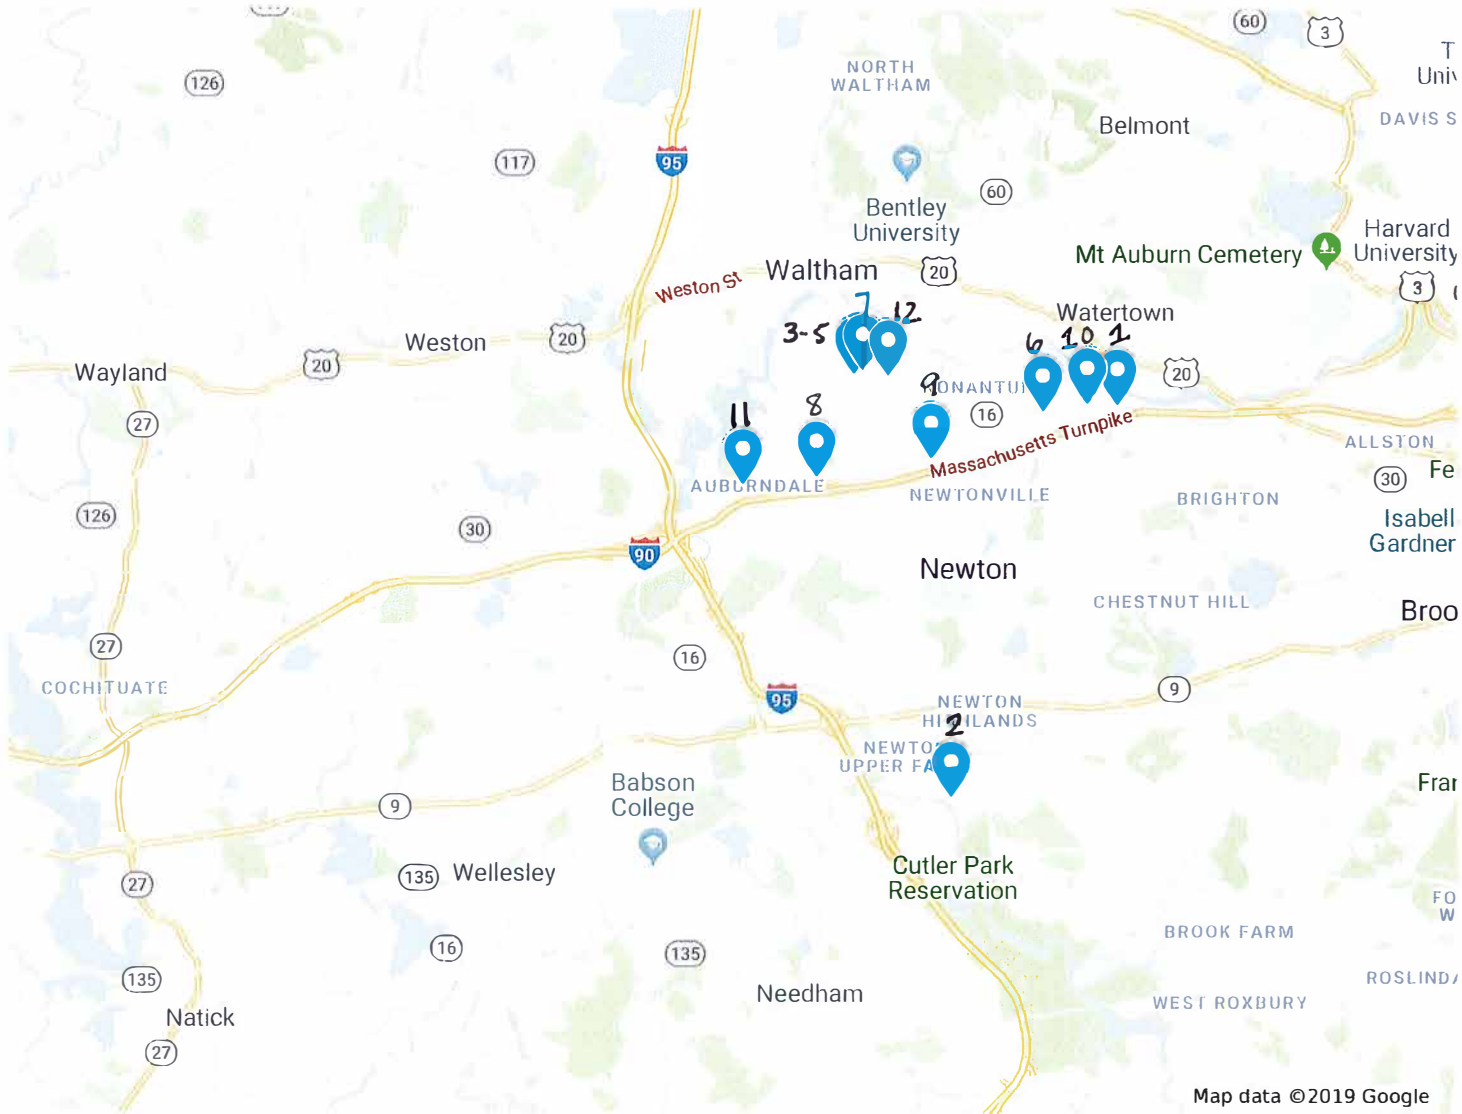 60
3
T
Univ
126
NORTH
WALTHAM
DAVIS S
Belmont
117
95
60
Bentley
University
Harvard
University
Mt Auburn Cemetery
Waltham
20
Weston St
3
7
12
3-5
Watertown
Weston
20
20
6
10
1
Wayland
20
9
16
27
11
8
Massachusetts Turnpike
ALLSTON
30
Fe
AUBURNDALE
NEWTONVILLE
BRIGHTON
126
30
Isabell
Gardner
90
Newton
CHESTNUT HILL
Broo
27
16
COCHITUATE
95
9
NEWTON
HIGHLANDS
2
NEWTO
UPPER FA
Babson
College
Fran
9
Cutler Park
Reservation
135
Wellesley
27
FO
W
BROOK FARM
16
135
135
ROSLINDA
Needham
WEST ROXBURY
Natick
27
Map data ©2019 Google